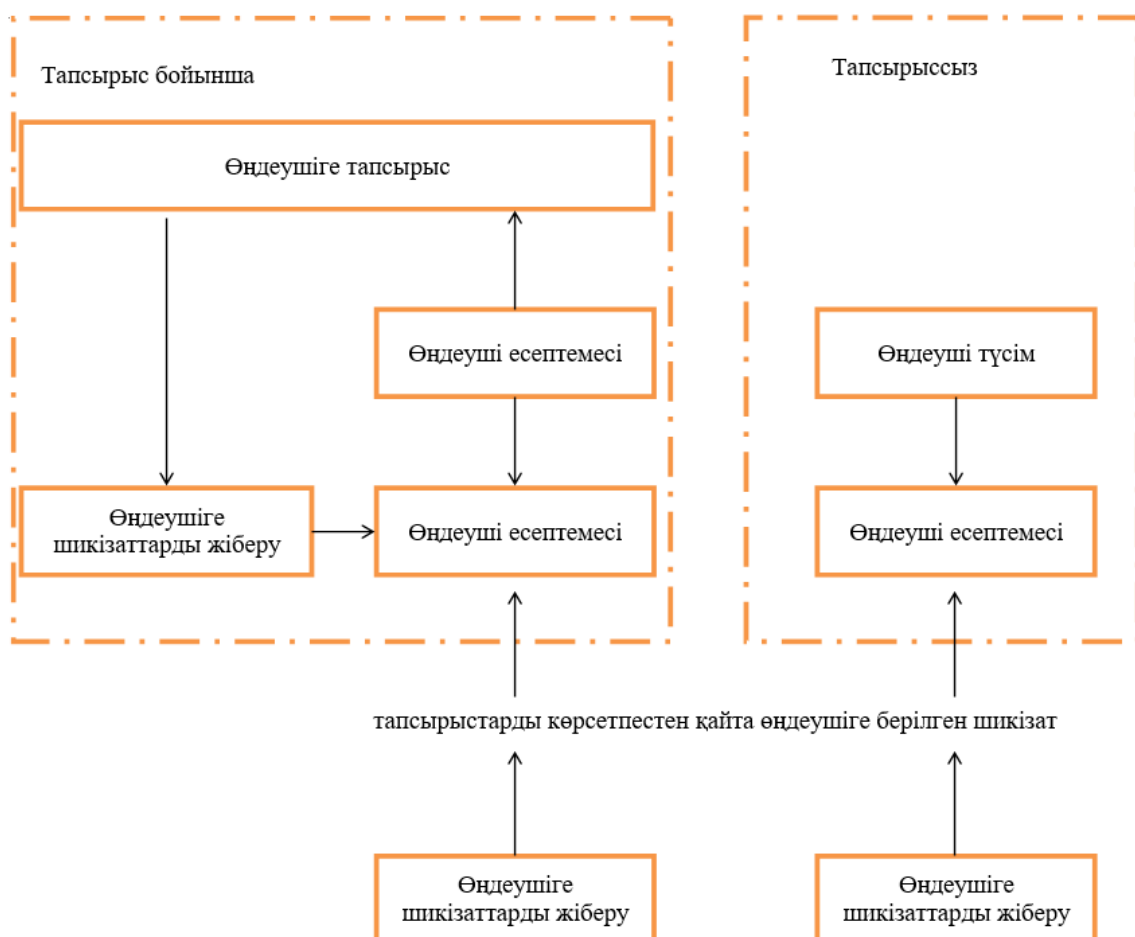 Тапсырыс бойынша
Тапсырыссыз
Өңдеушіге тапсырыс
Өңдеуші есептемесі
Өңдеуші түсім
Өңдеушіге
шикізаттарды жіберу
Өңдеуші есептемесі
Өңдеуші есептемесі
тапсырыстарды көрсетпестен қайта өңдеушіге берілген шикізат
Өңдеушіге
шикізаттарды жіберу
Өңдеушіге
шикізаттарды жіберу